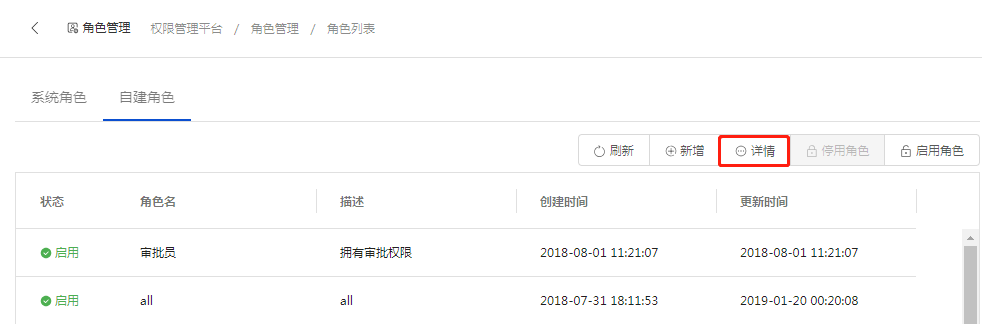 角色管理 权限管理平台 / 角色管理 / 角色列表
系统角色 自建角色
刷新 新增 详情 停用角色 启用角色
状态 角色名 描述 创建时间 更新时间
启用 审批员 拥有审批权限 2018-08-01 11:21:07 2018-08-01 11:21:07
启用 all all 2018-07-31 18:11:53 2019-01-20 00:20:08